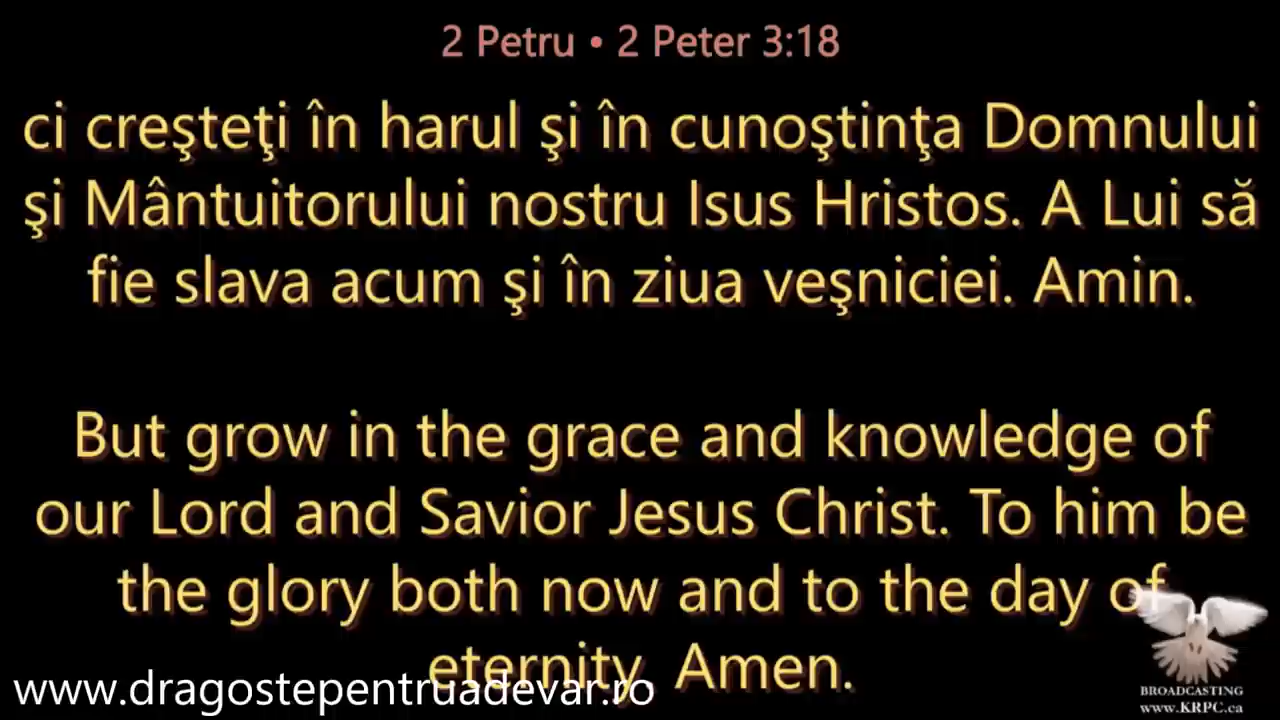 2 Petru • 2 Peter 3:18
ci creşteţi în harul şi în cunoştinţa Domnului
şi Mântuitorului nostru Isus Hristos. A Lui să
fie slava acum şi în ziua veşniciei. Amin.
But grow in the grace and knowledge of
our Lord and Savior Jesus Christ. To him be
the glory both now and to the day of
eternity. Amen.
www.dragostepentruadevar.ro
BROADCASTING
www.KRPC.ca